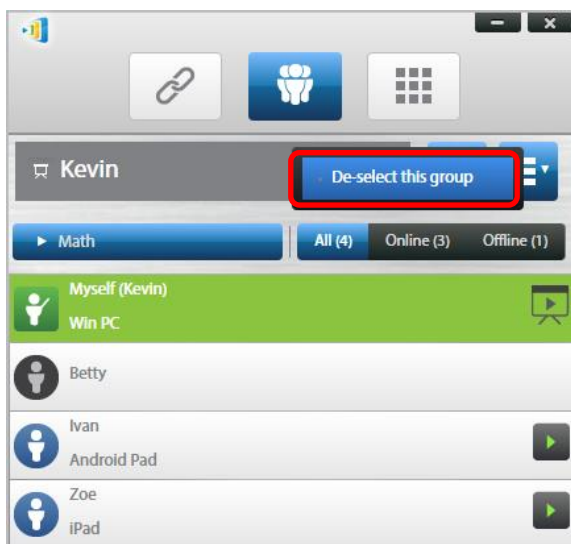 Kevin
De-select this group
Math
All (4) Online (3) Offline (1)
Myself (Kevin)
Win PC
Betty
Ivan
Android Pad
Zoe
iPad